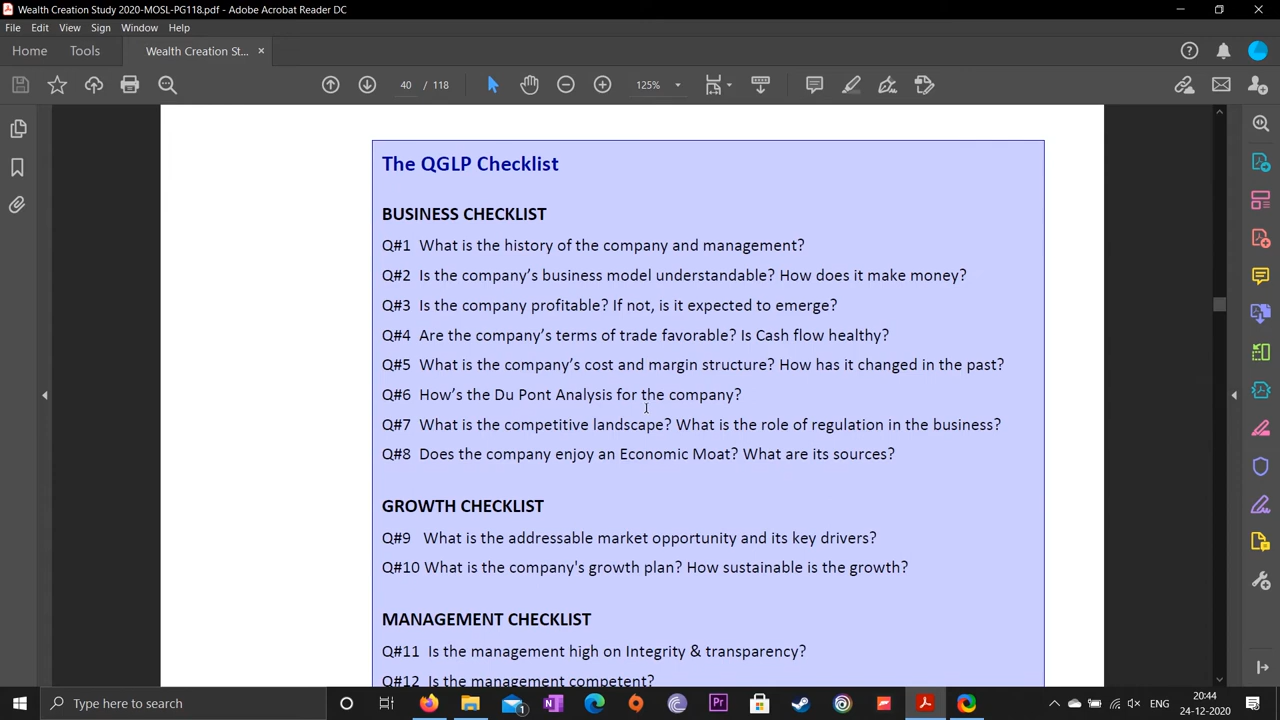 Wealth Creation Study 2020-MOSL-PG118.pdf - Adobe Acrobat Reader DC
File Edit View Sign Window Help
Home Tools Wealth Creation St... ×
40 / 118 125%
The QGLP Checklist
BUSINESS CHECKLIST
Q#1 What is the history of the company and management?
Q#2 Is the company’s business model understandable? How does it make money?
Q#3 Is the company profitable? If not, is it expected to emerge?
Q#4 Are the company’s terms of trade favorable? Is Cash flow healthy?
Q#5 What is the company’s cost and margin structure? How has it changed in the past?
Q#6 How’s the Du Pont Analysis for the company?
Q#7 What is the competitive landscape? What is the role of regulation in the business?
Q#8 Does the company enjoy an Economic Moat? What are its sources?
GROWTH CHECKLIST
Q#9 What is the addressable market opportunity and its key drivers?
Q#10 What is the company's growth plan? How sustainable is the growth?
MANAGEMENT CHECKLIST
Q#11 Is the management high on Integrity & transparency?
Q#12 Is the management competent?
Type here to search
1
Pr
ENG
20:44
24-12-2020